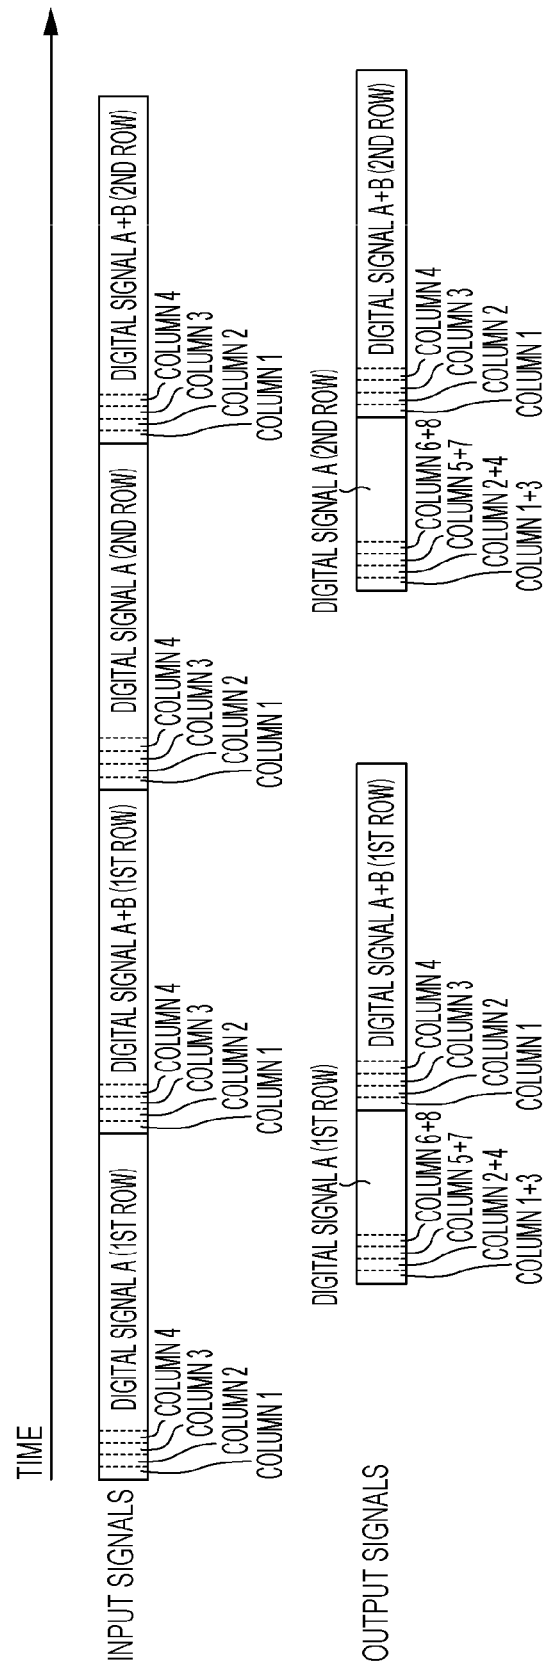 TIME
INPUT SIGNALS
DIGITAL SIGNAL A (1ST ROW)
COLUMN 4
COLUMN 3
COLUMN 2
COLUMN 1
DIGITAL SIGNAL A+B (1ST ROW)
COLUMN 4
COLUMN 3
COLUMN 2
COLUMN 1
DIGITAL SIGNAL A (2ND ROW)
COLUMN 4
COLUMN 3
COLUMN 2
COLUMN 1
DIGITAL SIGNAL A+B (2ND ROW)
COLUMN 4
COLUMN 3
COLUMN 2
COLUMN 1
OUTPUT SIGNALS
DIGITAL SIGNAL A (1ST ROW)
COLUMN 6+8
COLUMN 5+7
COLUMN 2+4
COLUMN 1+3
DIGITAL SIGNAL A+B (1ST ROW)
COLUMN 4
COLUMN 3
COLUMN 2
COLUMN 1
DIGITAL SIGNAL A (2ND ROW)
COLUMN 6+8
COLUMN 5+7
COLUMN 2+4
COLUMN 1+3
DIGITAL SIGNAL A+B (2ND ROW)
COLUMN 4
COLUMN 3
COLUMN 2
COLUMN 1